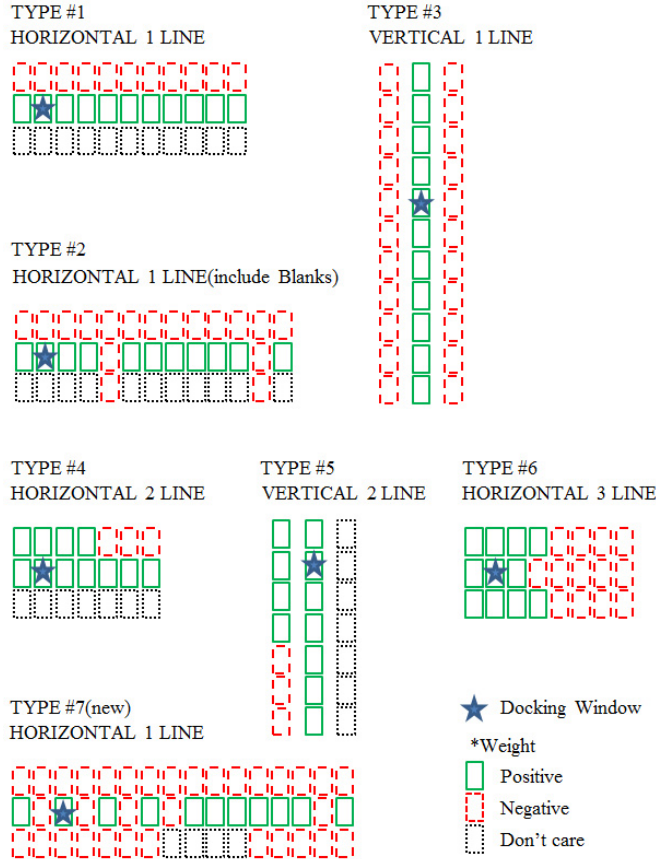 TYPE #1
HORIZONTAL 1 LINE
TYPE #3
VERTICAL 1 LINE
TYPE #2
HORIZONTAL 1 LINE(include Blanks)
TYPE #4
HORIZONTAL 2 LINE
TYPE #5
VERTICAL 2 LINE
TYPE #6
HORIZONTAL 3 LINE
TYPE #7(new)
HORIZONTAL 1 LINE
Docking Window
*Weight
Positive
Negative
Don't care